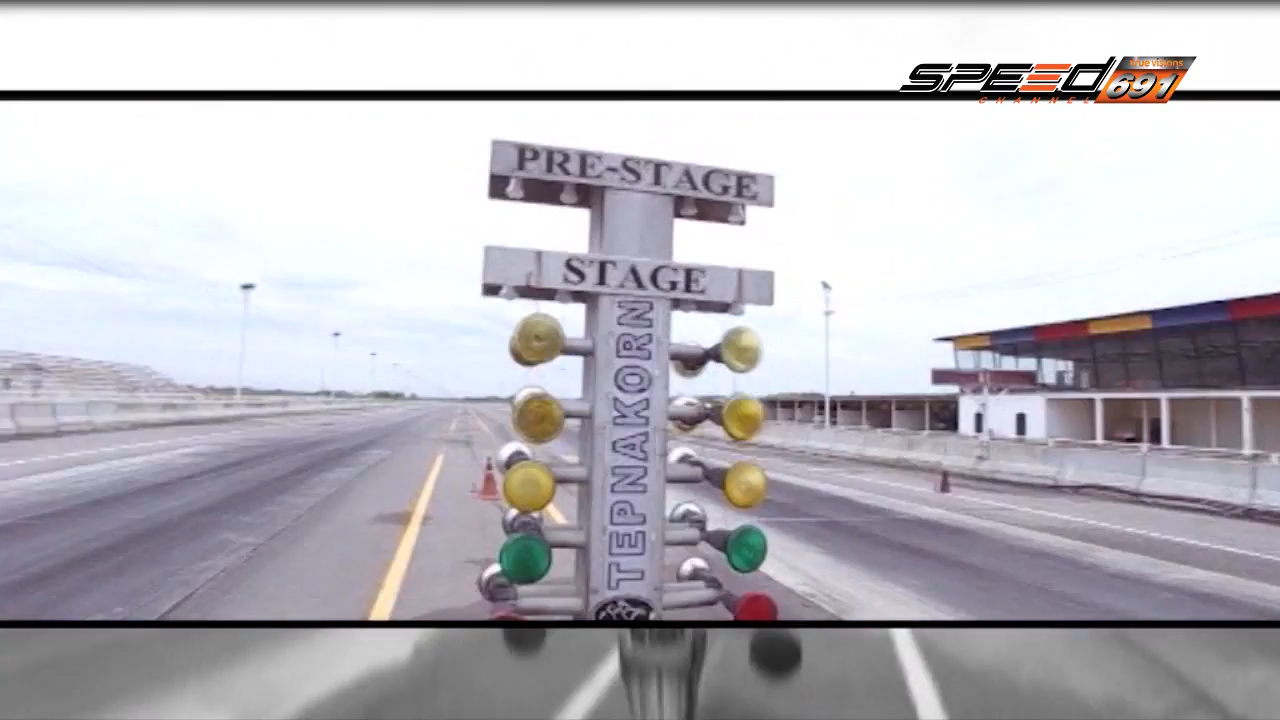 true visions
SPEED 691
CHANNEL
PRE-STAGE
STAGE
TEPNAKORN